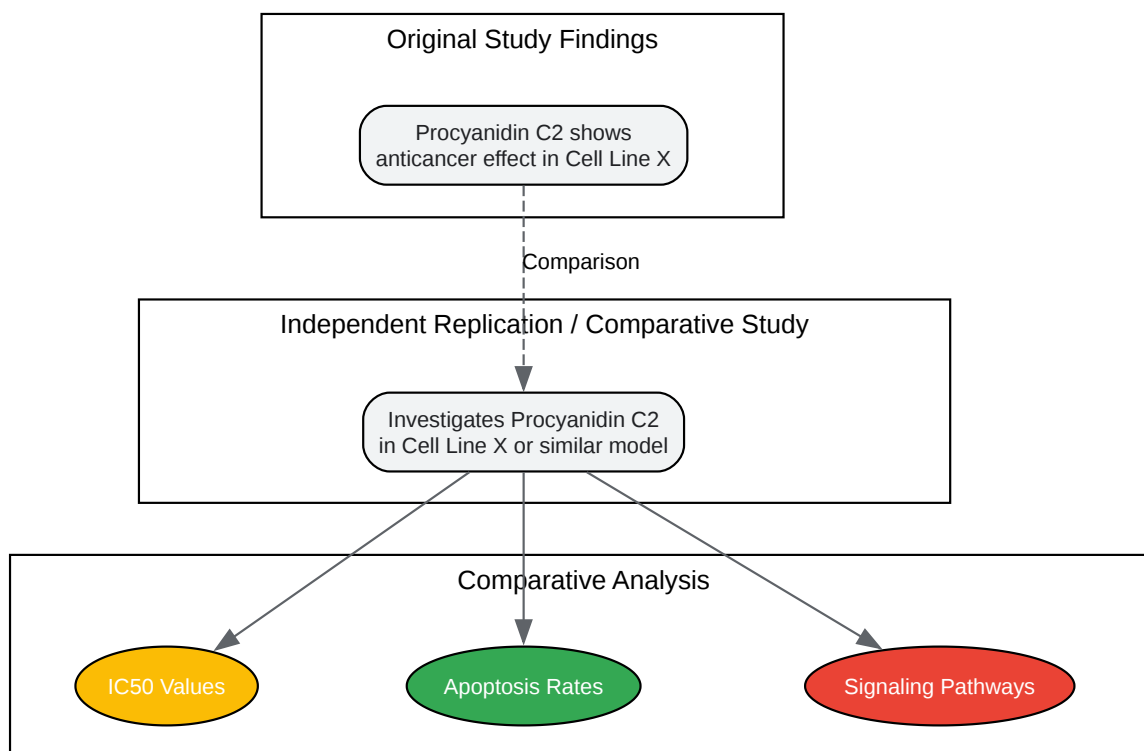 Original Study Findings
Procyanidin C2 shows
anticancer effect in Cell Line X
Comparison
Independent Replication / Comparative Study
Investigates Procyanidin C2
in Cell Line X or similar model
Comparative Analysis
IC50 Values
Apoptosis Rates
Signaling Pathways